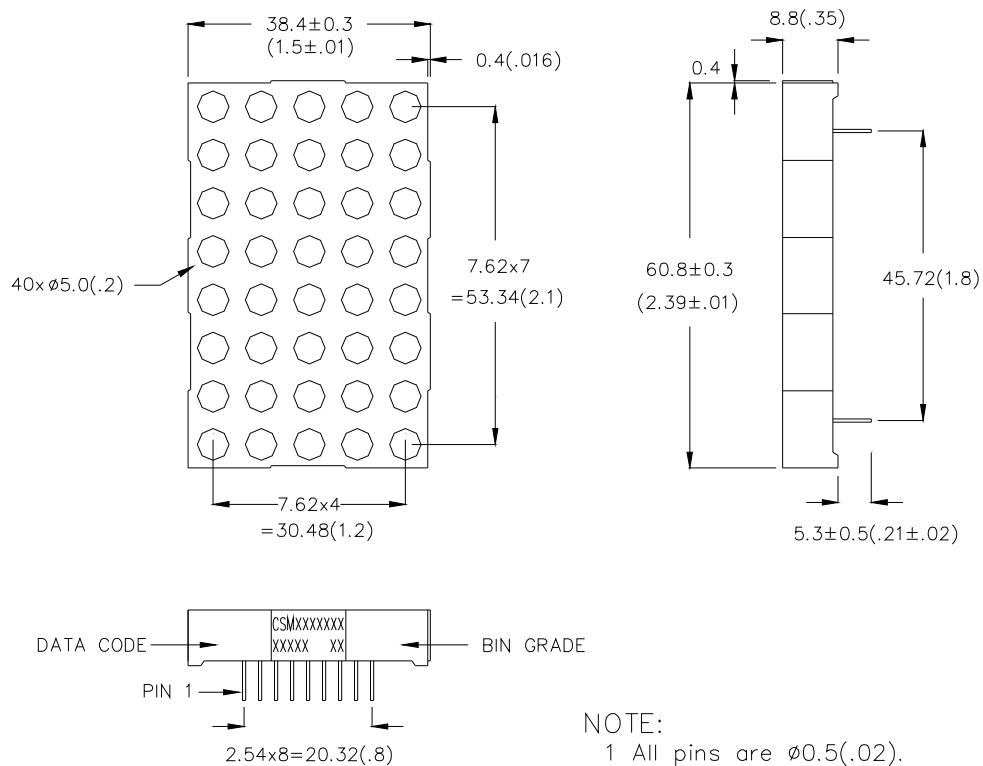 38.4±0.3
(1.5±.01)
0.4(.016)
8.8(.35)
0.4
40xø5.0(.2)
7.62x7
=53.34(2.1)
60.8±0.3
(2.39±.01)
45.72(1.8)
7.62x4
=30.48(1.2)
5.3±0.5(.21±.02)
CSMXXXXXXX
XXXXX XX
DATA CODE
BIN GRADE
PIN 1
2.54x8=20.32(.8)
NOTE:
1 All pins are ø0.5(.02).